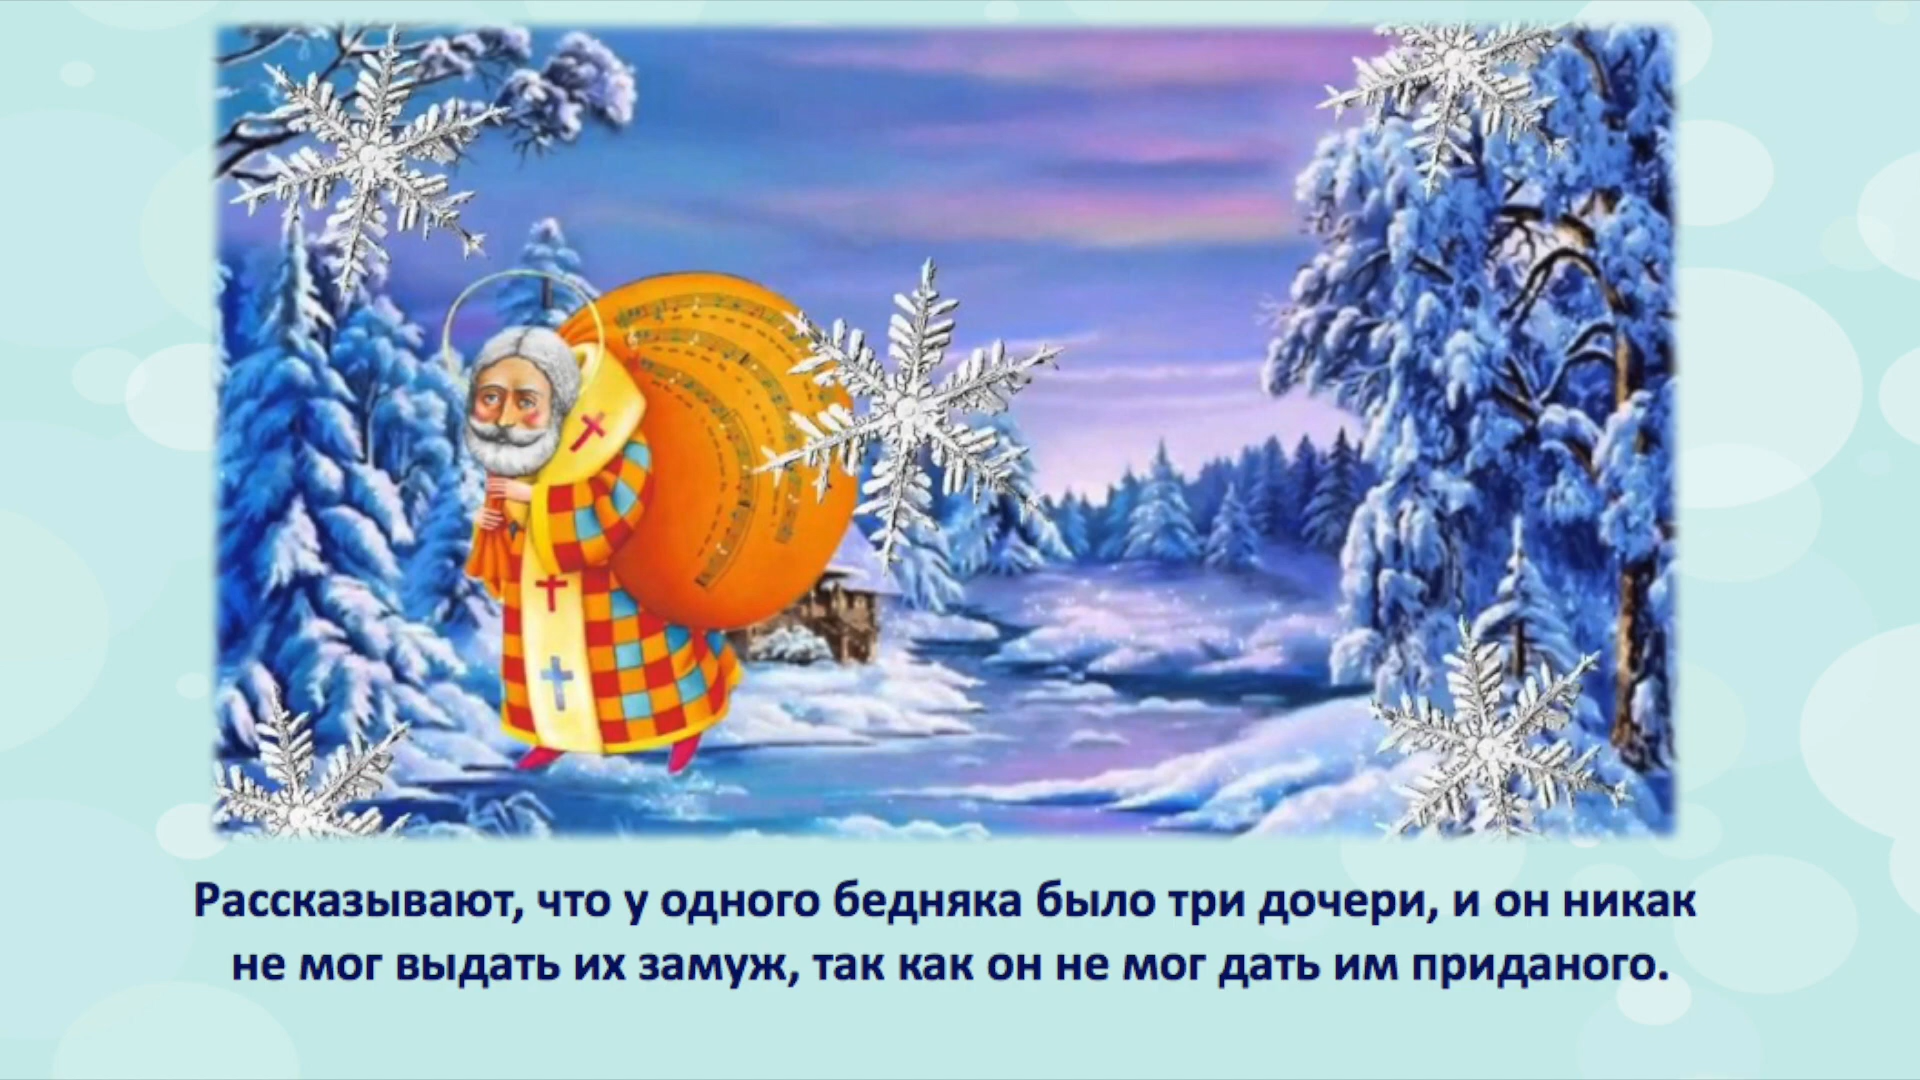 Рассказывают, что у одного бедняка было три дочери, и он никак
не мог выдать их замуж, так как он не мог дать им приданого.